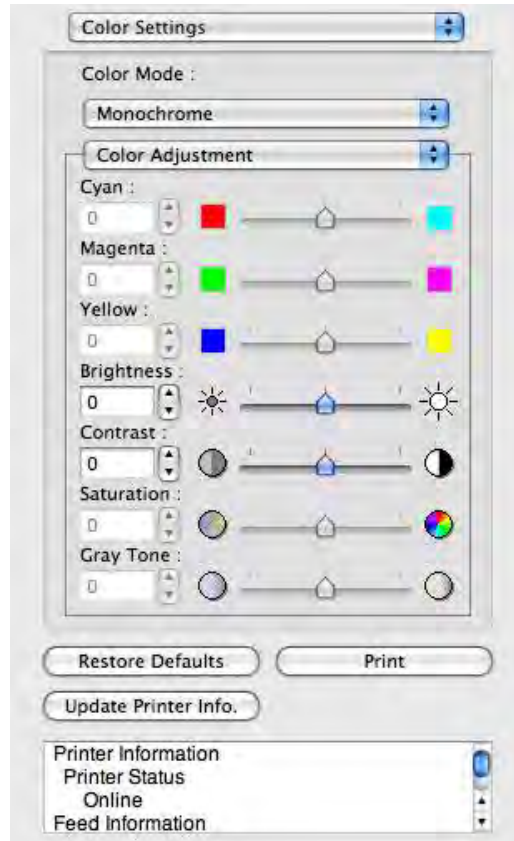 Color Settings
Color Mode :
Monochrome
Color Adjustment
Cyan :
0
Magenta :
0
Yellow :
0
Brightness :
0
Contrast :
0
Saturation :
0
Gray Tone :
0
Restore Defaults
Print
Update Printer Info.
Printer Information
Printer Status
Online
Feed Information